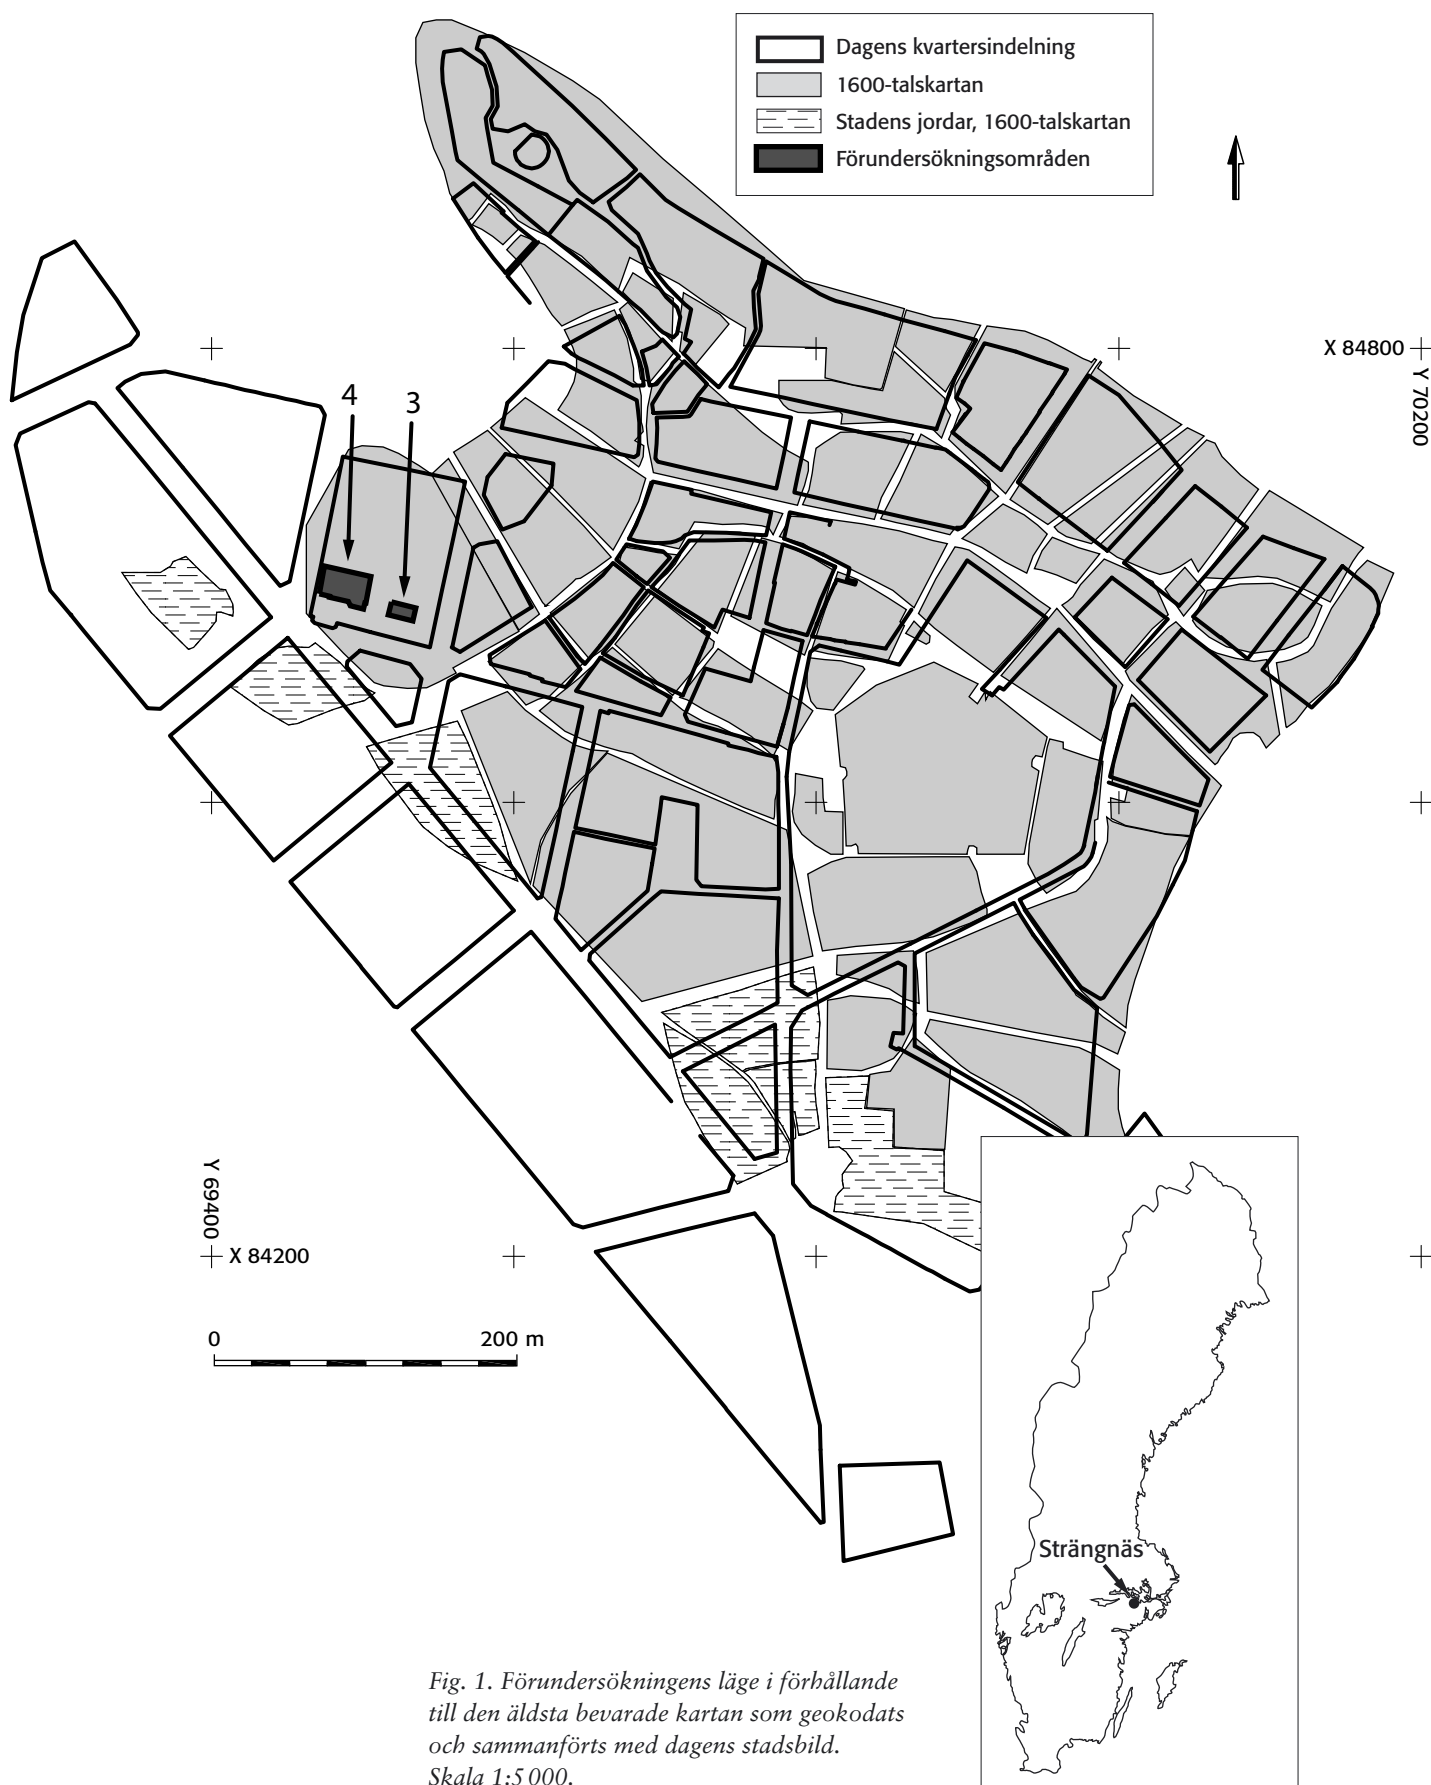 Dagens kvartersindelning
1600-talskartan
Stadens jordar, 1600-talskartan
Förundersökningsområden
X 84800
Y 70200
4
3
Y 69400
X 84200
0
200 m
Strängnäs
Fig. 1. Förundersökningens läge i förhållande
till den äldsta bevarade kartan som geokodats
och sammanförts med dagens stadsbild.
Skala 1:5 000.